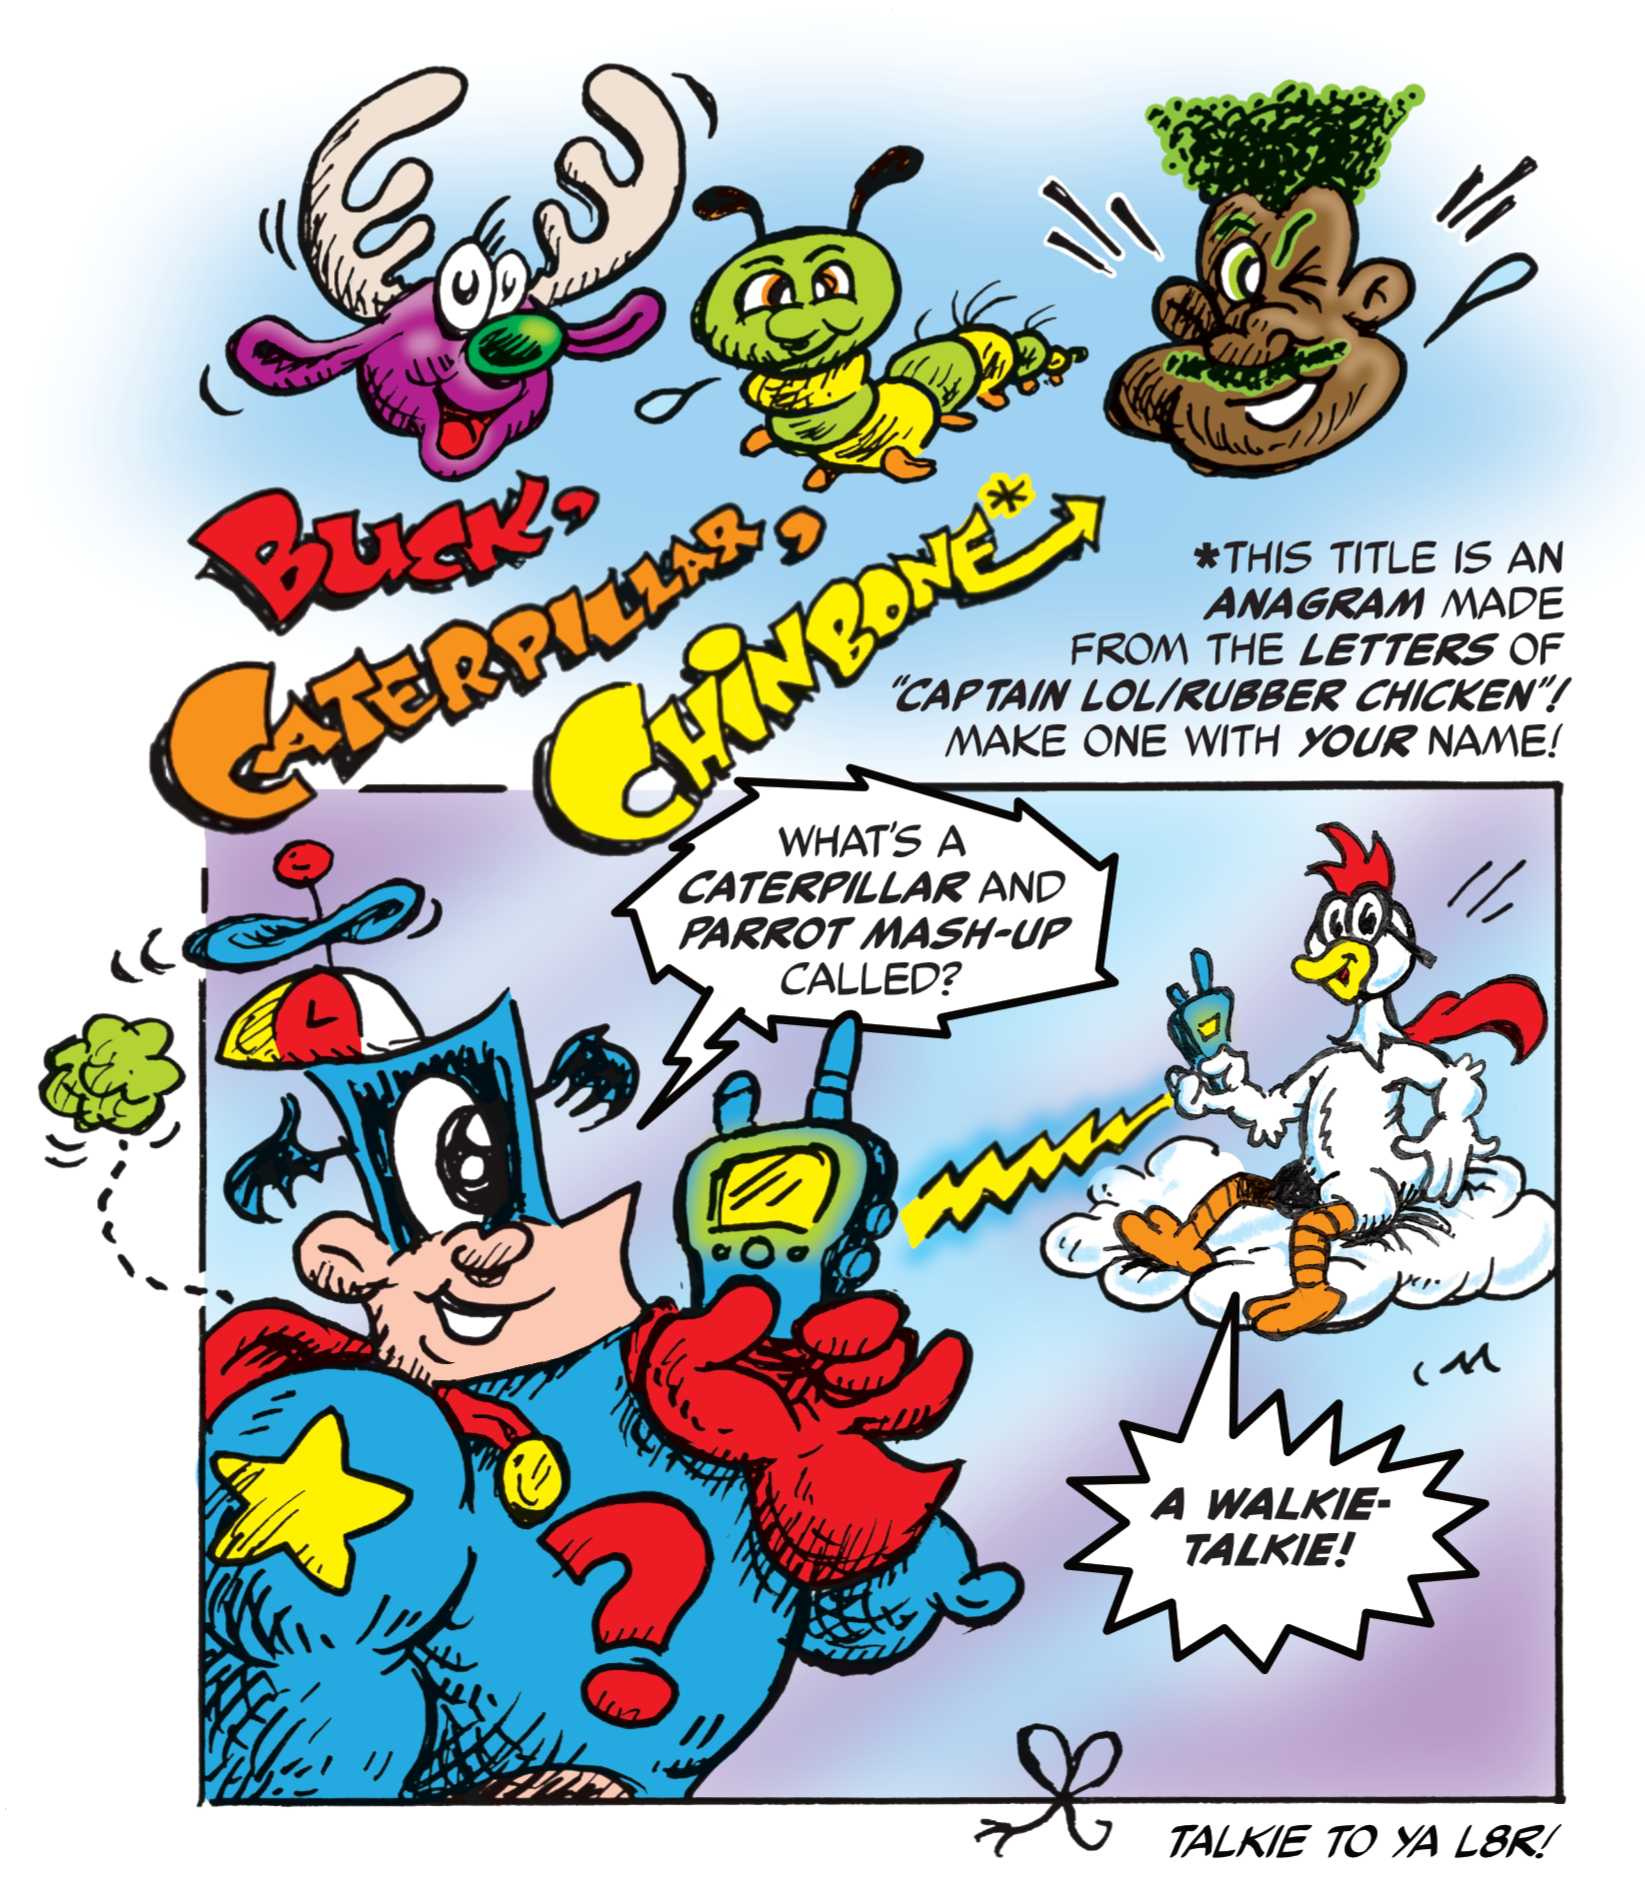 BUCK,
CATERPILLAR,
CHINBONE*
*THIS TITLE IS AN
ANAGRAM MADE
FROM THE LETTERS OF
"CAPTAIN LOL/RUBBER CHICKEN"!
MAKE ONE WITH YOUR NAME!
WHAT'S A
CATERPILLAR AND
PARROT MASH-UP
CALLED?
A WALKIE-
TALKIE!
?
TALKIE TO YA L8R!